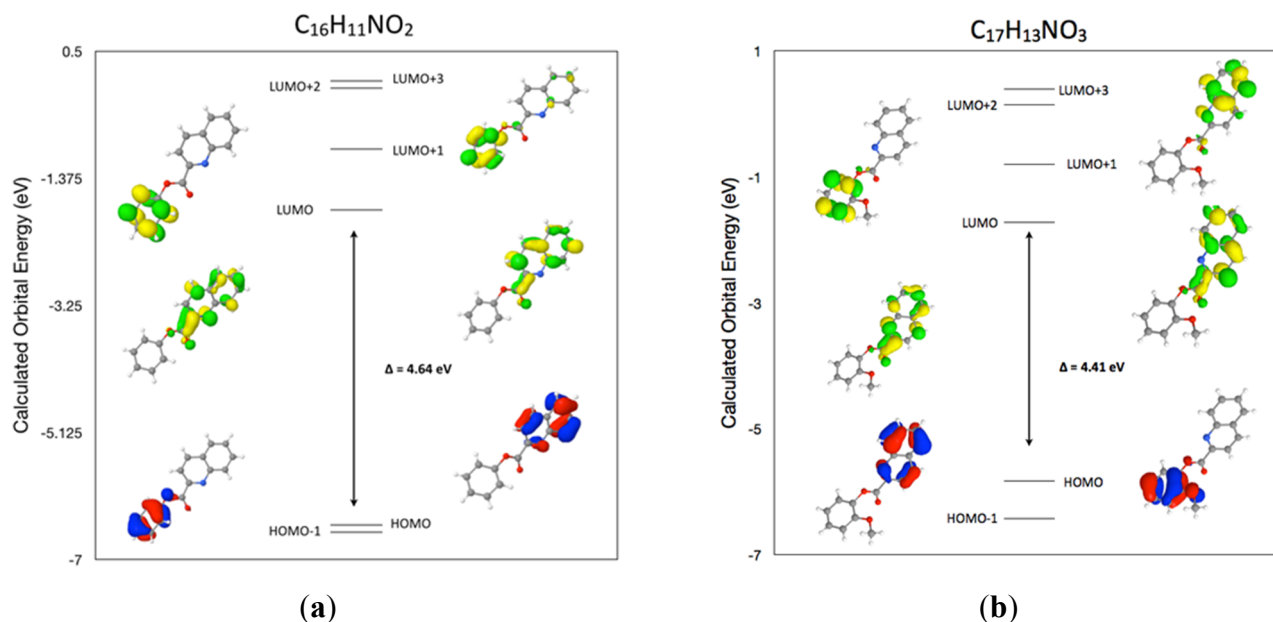 C₁₆H₁₁NO₂
0.5
-1.375
-3.25
-5.125
-7
Calculated Orbital Energy (eV)
LUMO+2
LUMO+3
LUMO+1
LUMO
Δ = 4.64 eV
HOMO-1
HOMO
(a)
C₁₇H₁₃NO₃
1
-1
-3
-5
-7
Calculated Orbital Energy (eV)
LUMO+3
LUMO+2
LUMO+1
LUMO
Δ = 4.41 eV
HOMO
HOMO-1
(b)